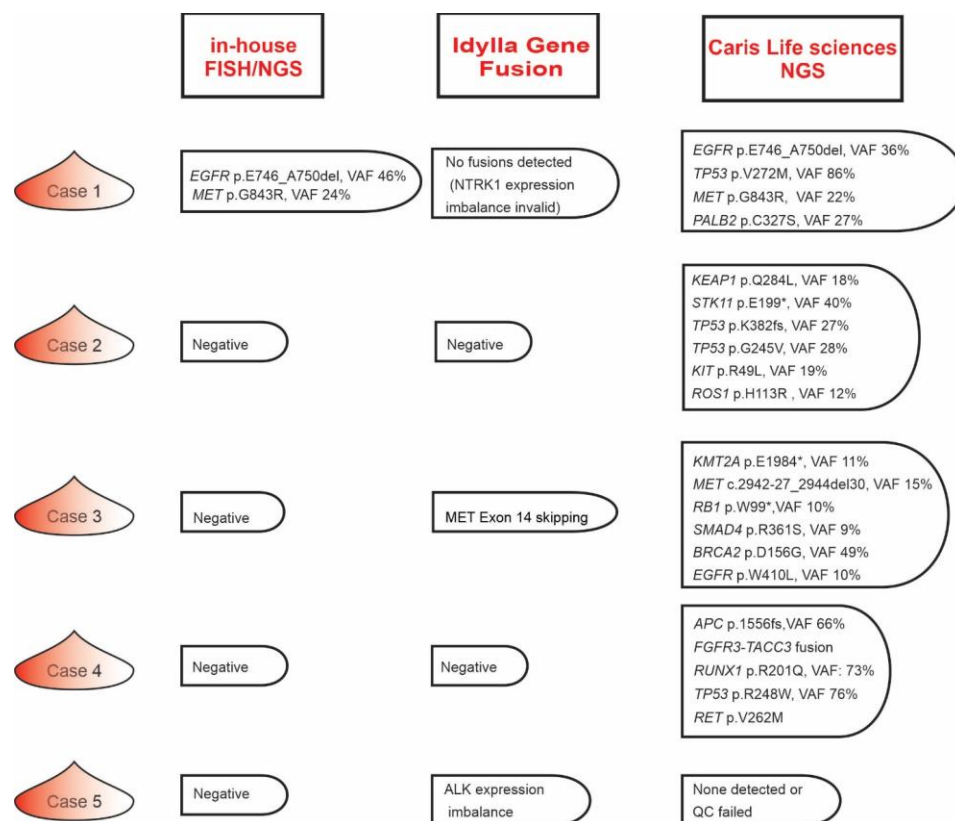 in-house
FISH/NGS
Idylla Gene
Fusion
Caris Life sciences
NGS
Case 1
EGFR p.E746_A750del, VAF 46%
MET p.G843R, VAF 24%
No fusions detected
(NTRK1 expression
imbalance invalid)
EGFR p.E746_A750del, VAF 36%
TP53 p.V272M, VAF 86%
MET p.G843R, VAF 22%
PALB2 p.C327S, VAF 27%
Case 2
Negative
Negative
KEAP1 p.Q284L, VAF 18%
STK11 p.E199*, VAF 40%
TP53 p.K382fs, VAF 27%
TP53 p.G245V, VAF 28%
KIT p.R49L, VAF 19%
ROS1 p.H113R , VAF 12%
Case 3
Negative
MET Exon 14 skipping
KMT2A p.E1984*, VAF 11%
MET c.2942-27_2944del30, VAF 15%
RB1 p.W99*,VAF 10%
SMAD4 p.R361S, VAF 9%
BRCA2 p.D156G, VAF 49%
EGFR p.W410L, VAF 10%
Case 4
Negative
Negative
APC p.1556fs,VAF 66%
FGFR3-TACC3 fusion
RUNX1 p.R201Q, VAF: 73%
TP53 p.R248W, VAF 76%
RET p.V262M
Case 5
Negative
ALK expression
imbalance
None detected or
QC failed